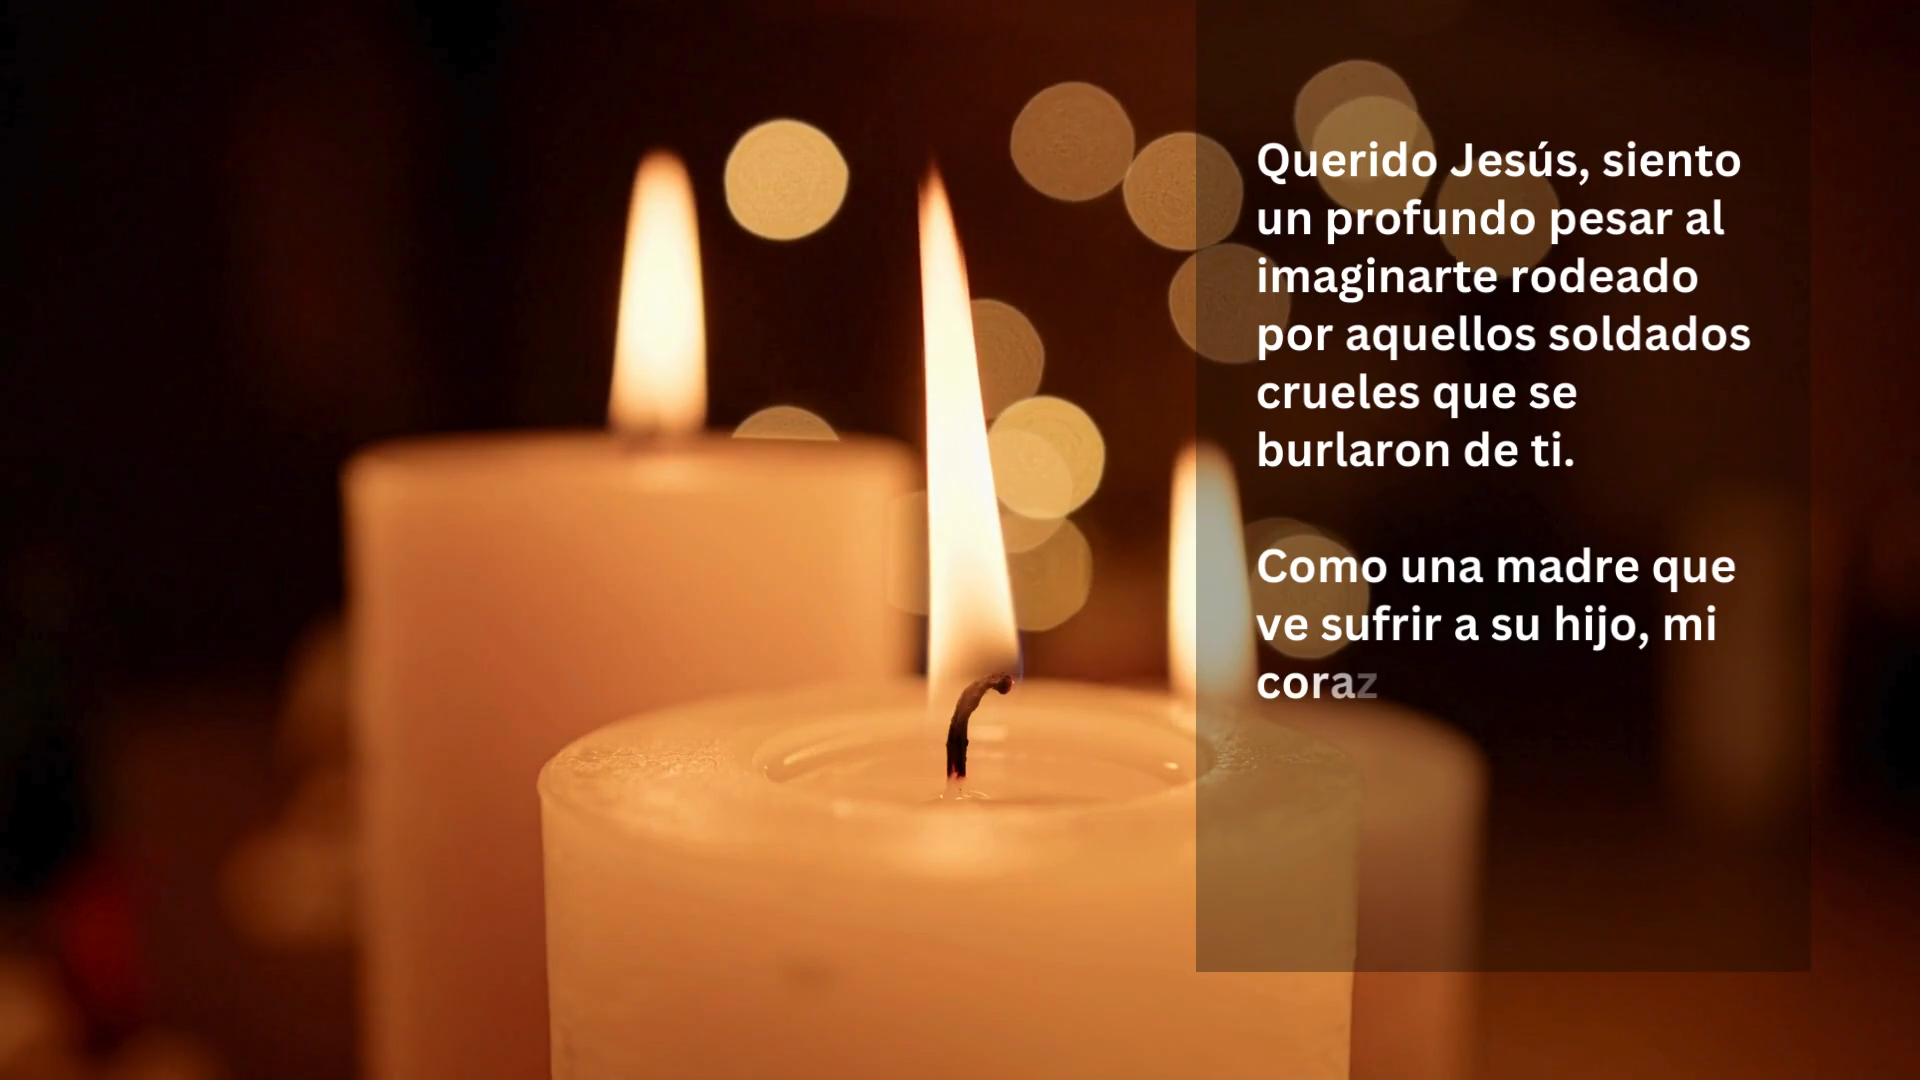 Querido Jesús, siento
un profundo pesar al
imaginarte rodeado
por aquellos soldados
crueles que se
burlaron de ti.
Como una madre que
ve sufrir a su hijo, mi
coraz